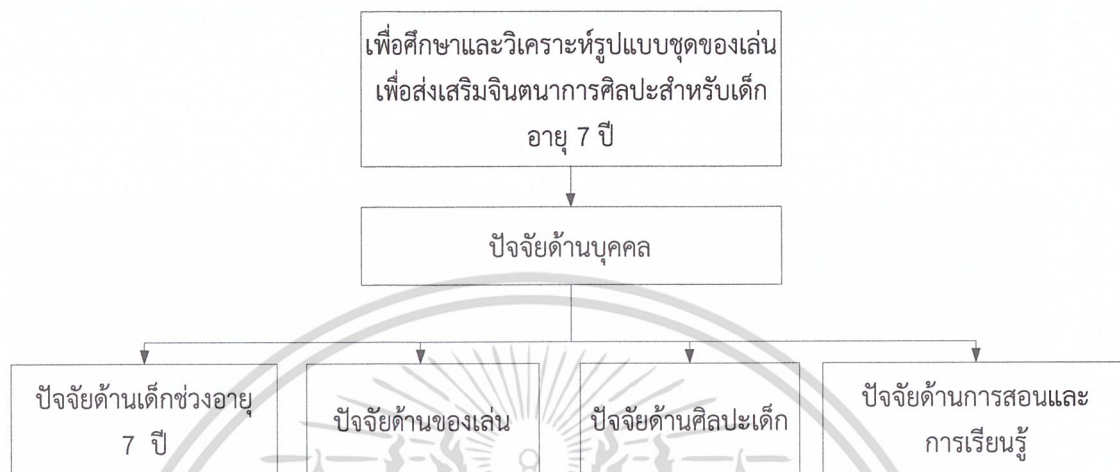 เพื่อศึกษาและวิเคราะห์รูปแบบชุดของเล่น
เพื่อส่งเสริมจินตนาการศิลปะสำหรับเด็ก
อายุ 7 ปี
ปัจจัยด้านบุคคล
ปัจจัยด้านเด็กช่วงอายุ
7 ปี
ปัจจัยด้านของเล่น
ปัจจัยด้านศิลปะเด็ก
ปัจจัยด้านการสอนและ
การเรียนรู้